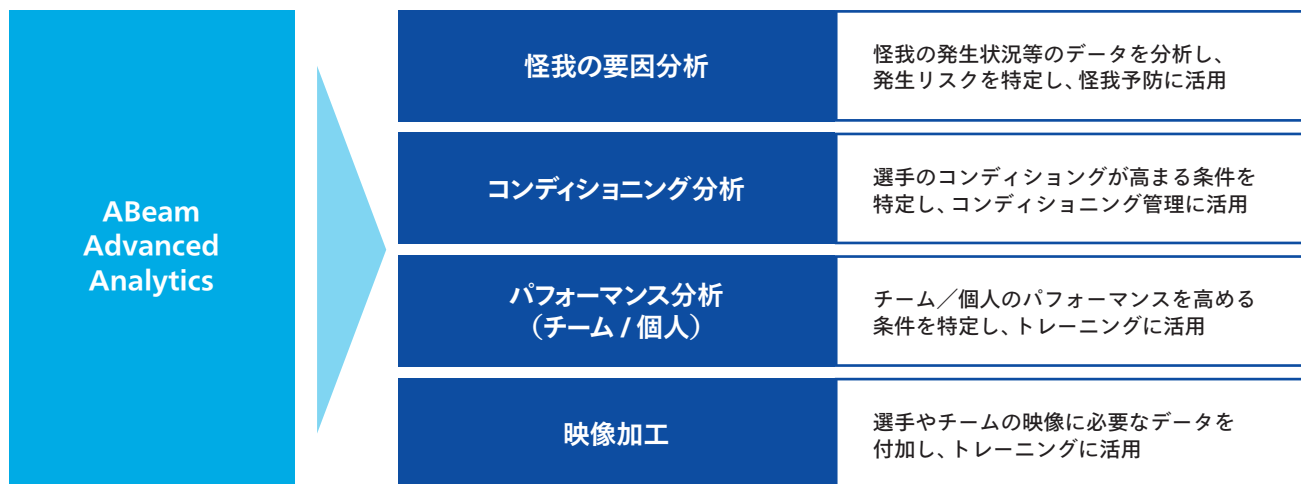 ABeam
Advanced
Analytics
怪我の要因分析
怪我の発生状況等のデータを分析し、
発生リスクを特定し、怪我予防に活用
コンディショニング分析
選手のコンディショングが高まる条件を
特定し、コンディショニング管理に活用
パフォーマンス分析
（チーム / 個人）
チーム／個人のパフォーマンスを高める
条件を特定し、トレーニングに活用
映像加工
選手やチームの映像に必要なデータを
付加し、トレーニングに活用